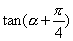 tan(α + π/4)